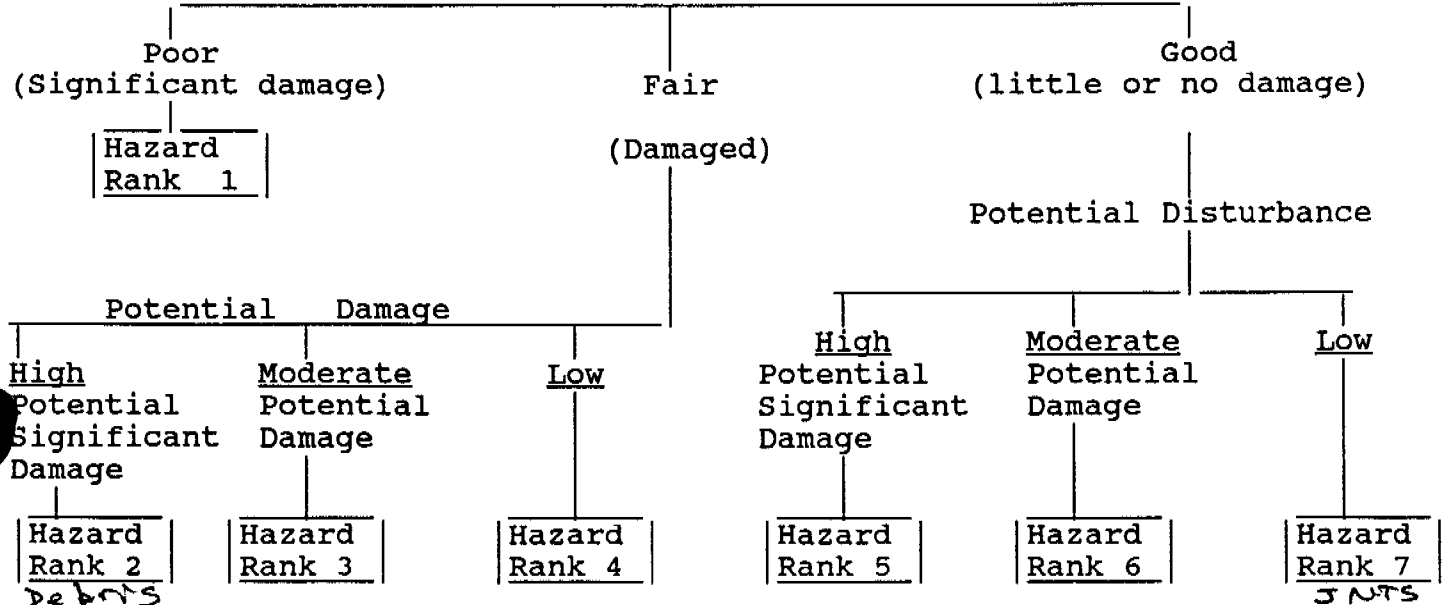 Poor
(Significant damage)
Hazard
Rank 1
Fair
(Damaged)
Good
(little or no damage)
Potential Disturbance
Potential Damage
High
Potential
Significant
Damage
Hazard
Rank 2
Moderate
Potential
Damage
Hazard
Rank 3
Low
Hazard
Rank 4
High
Potential
Significant
Damage
Hazard
Rank 5
Moderate
Potential
Damage
Hazard
Rank 6
Low
Hazard
Rank 7
JNTS